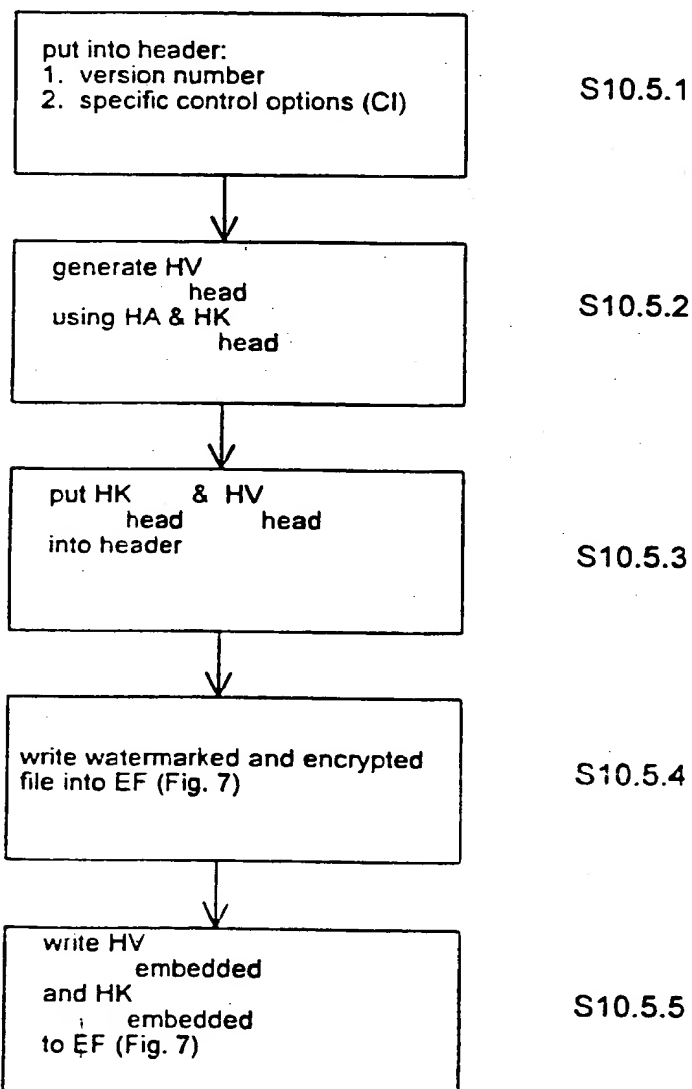 put into header:
1. version number
2. specific control options (CI)
S10.5.1
generate HV
head
using HA & HK
head
S10.5.2
put HK & HV
head head
into header
S10.5.3
write watermarked and encrypted
file into EF (Fig. 7)
S10.5.4
write HV
embedded
and HK
embedded
to EF (Fig. 7)
S10.5.5